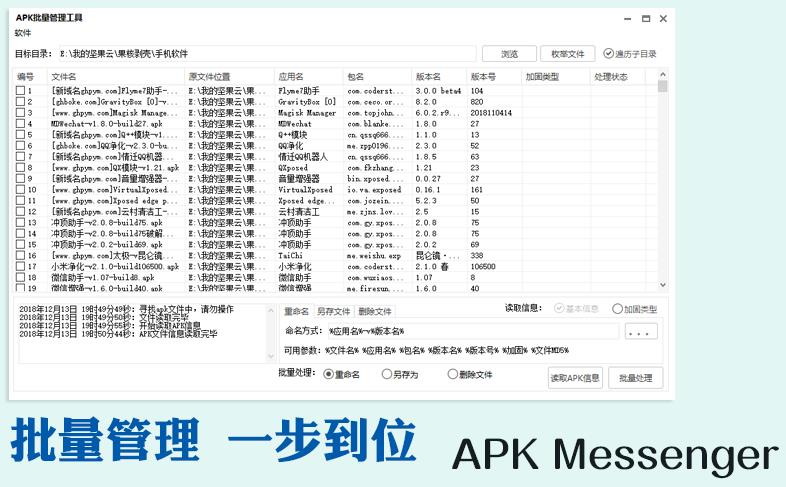 APK批量管理工具
软件
目标目录: E:\我的坚果云\果核剥壳\手机软件 浏览 枚举文件 遍历子目录
编号 文件名 原文件位置 应用名 包名 版本名 版本号 加固类型 处理状态
1 [新域名ghpym.com]Flyme7助手-... E:\我的坚果云\果... Flyme7助手 com.coderst... 3.0.0 beta4 104
2 [ghboke.com]GravityBox [O]-v... E:\我的坚果云\果... GravityBox [O] com.ceco.or... 8.2.0 820
3 [www.ghpym.com]Magisk Manage... E:\我的坚果云\果... Magisk Manager com.topjohn... 6.0.2.r9... 2018110414
4 MDWechat-v1.8.0-build27.apk E:\我的坚果云\果... MDWechat com.blanke... 1.8.0 27
5 [新域名ghpym.com]Q++模块-v1.... E:\我的坚果云\果... Q++模块 cn.qssq666.... 1.1.0 13
6 [ghboke.com]QQ净化-v2.3.0-bu... E:\我的坚果云\果... QQ净化 me.zpp0196.... 2.3.0 52
7 [新域名ghpym.com]情迁QQ机器... E:\我的坚果云\果... 情迁QQ机器人 cn.qssq666.... 1.8.5 63
8 [www.ghpym.com]QX模块-v1.21.apk E:\我的坚果云\果... QXposed com.fkzhang... 1.21 23
9 [新域名ghpym.com]音量增强器-... E:\我的坚果云\果... 音量增强器 bin.xposed.... 0.0.27 27
10 [www.ghpym.com]VirtualXposed... E:\我的坚果云\果... VirtualXposed io.va.exposed 0.16.1 161
11 [www.ghpym.com]Xposed edge p... E:\我的坚果云\果... Xposed edge... com.jozein.... 5.2.3 50
12 [新域名ghpym.com]云村清洁工-... E:\我的坚果云\果... 云村清洁工 me.zjns.lov... 2.5 15
13 冲顶助手-v2.0.8-build75.apk E:\我的坚果云\果... 冲顶助手 com.gy.xpos... 2.0.8 75
14 冲顶助手-v2.0.8-build75破解... E:\我的坚果云\果... 冲顶助手 com.gy.xpos... 2.0.8 75
15 冲顶助手-v2.0.2-build69.apk E:\我的坚果云\果... 冲顶助手 com.gy.xpos... 2.0.2 69
16 [www.ghpym.com]太极-v昆仑镜... E:\我的坚果云\果... TaiChi me.weishu.exp 昆仑镜·... 338
17 小米净化-v2.1.0-build106500.apk E:\我的坚果云\果... 小米净化 com.coderst... 2.1.0 春 106500
18 微信助手-v1.07-build8.apk E:\我的坚果云\果... 微信助手 com.wuxiaos... 1.07 8
19 微信增强-v1.6.0-build40.apk E:\我的坚果云\果... 微信增强 me.firesun.... 1.6.0 40
2018年12月13日 19时49分49秒: 寻找apk文件中,请勿操作
2018年12月13日 19时49分50秒: 文件读取完毕
2018年12月13日 19时49分55秒: 开始读取APK信息
2018年12月13日 19时50分44秒: APK文件信息读取完毕
重命名 另存文件 删除文件 读取信息: 基本信息 加固类型
命名方式: %应用名%-v%版本名% ...
可用参数: %文件名% %应用名% %包名% %版本名% %版本号% %加固% %文件MD5%
批量处理: 重命名 另存为 删除文件 读取APK信息 批量处理
批量管理 一步到位 APK Messenger